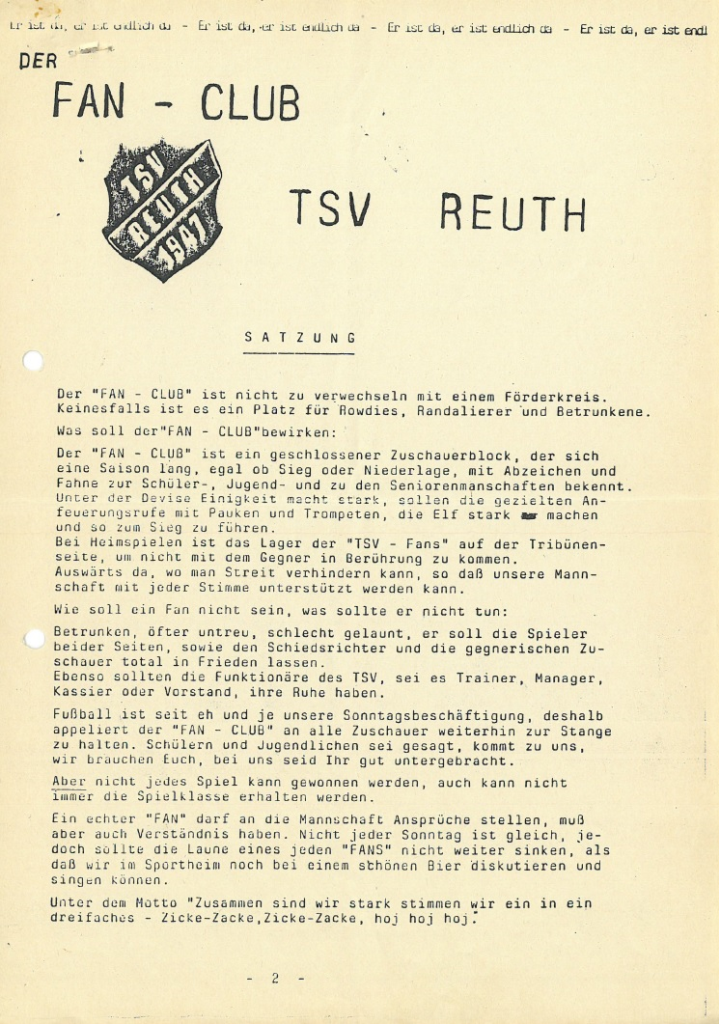 Er ist da, er ist endlich da - Er ist da, er ist endlich da - Er ist da, er ist endlich da - Er ist da, er ist endl
DER
FAN - CLUB
TSV
REUTH
1947
TSV REUTH
SATZUNG
Der "FAN - CLUB" ist nicht zu verwechseln mit einem Förderkreis.
Keinesfalls ist es ein Platz für Rowdies, Randalierer und Betrunkene.
Was soll der"FAN - CLUB"bewirken:
Der "FAN - CLUB" ist ein geschlossener Zuschauerblock, der sich
eine Saison lang, egal ob Sieg oder Niederlage, mit Abzeichen und
Fahne zur Schüler-, Jugend- und zu den Seniorenmanschaften bekennt.
Unter der Devise Einigkeit macht stark, sollen die gezielten An-
feuerungsrufe mit Pauken und Trompeten, die Elf stark machen
und so zum Sieg zu führen.
Bei Heimspielen ist das Lager der "TSV - Fans" auf der Tribünen-
seite, um nicht mit dem Gegner in Berührung zu kommen.
Auswärts da, wo man Streit verhindern kann, so daß unsere Mann-
schaft mit jeder Stimme unterstützt werden kann.
Wie soll ein Fan nicht sein, was sollte er nicht tun:
Betrunken, öfter untreu, schlecht gelaunt, er soll die Spieler
beider Seiten, sowie den Schiedsrichter und die gegnerischen Zu-
schauer total in Frieden lassen.
Ebenso sollten die Funktionäre des TSV, sei es Trainer, Manager,
Kassier oder Vorstand, ihre Ruhe haben.
Fußball ist seit eh und je unsere Sonntagsbeschäftigung, deshalb
appeliert der "FAN - CLUB" an alle Zuschauer weiterhin zur Stange
zu halten. Schülern und Jugendlichen sei gesagt, kommt zu uns,
wir brauchen Euch, bei uns seid Ihr gut untergebracht.
Aber nicht jedes Spiel kann gewonnen werden, auch kann nicht
immer die Spielklasse erhalten werden.
Ein echter "FAN" darf an die Mannschaft Ansprüche stellen, muß
aber auch Verständnis haben. Nicht jeder Sonntag ist gleich, je-
doch sollte die Laune eines jeden "FANS" nicht weiter sinken, als
daß wir im Sportheim noch bei einem schönen Bier diskutieren und
singen können.
Unter dem Motto "Zusammen sind wir stark stimmen wir ein in ein
dreifaches - Zicke-Zacke,Zicke-Zacke, hoj hoj hoj."
- 2 -